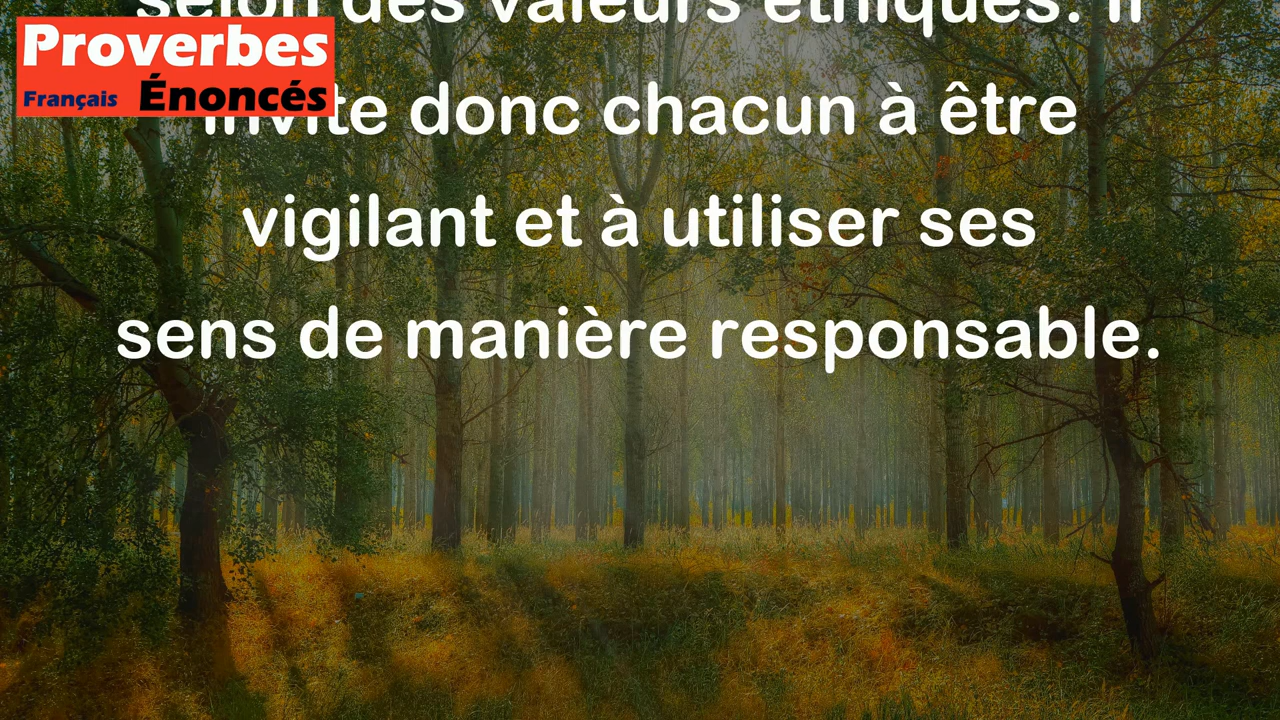 Proverbes
Français Énoncés
selon des valeurs éthiques. Il
invite donc chacun à être
vigilant et à utiliser ses
sens de manière responsable.